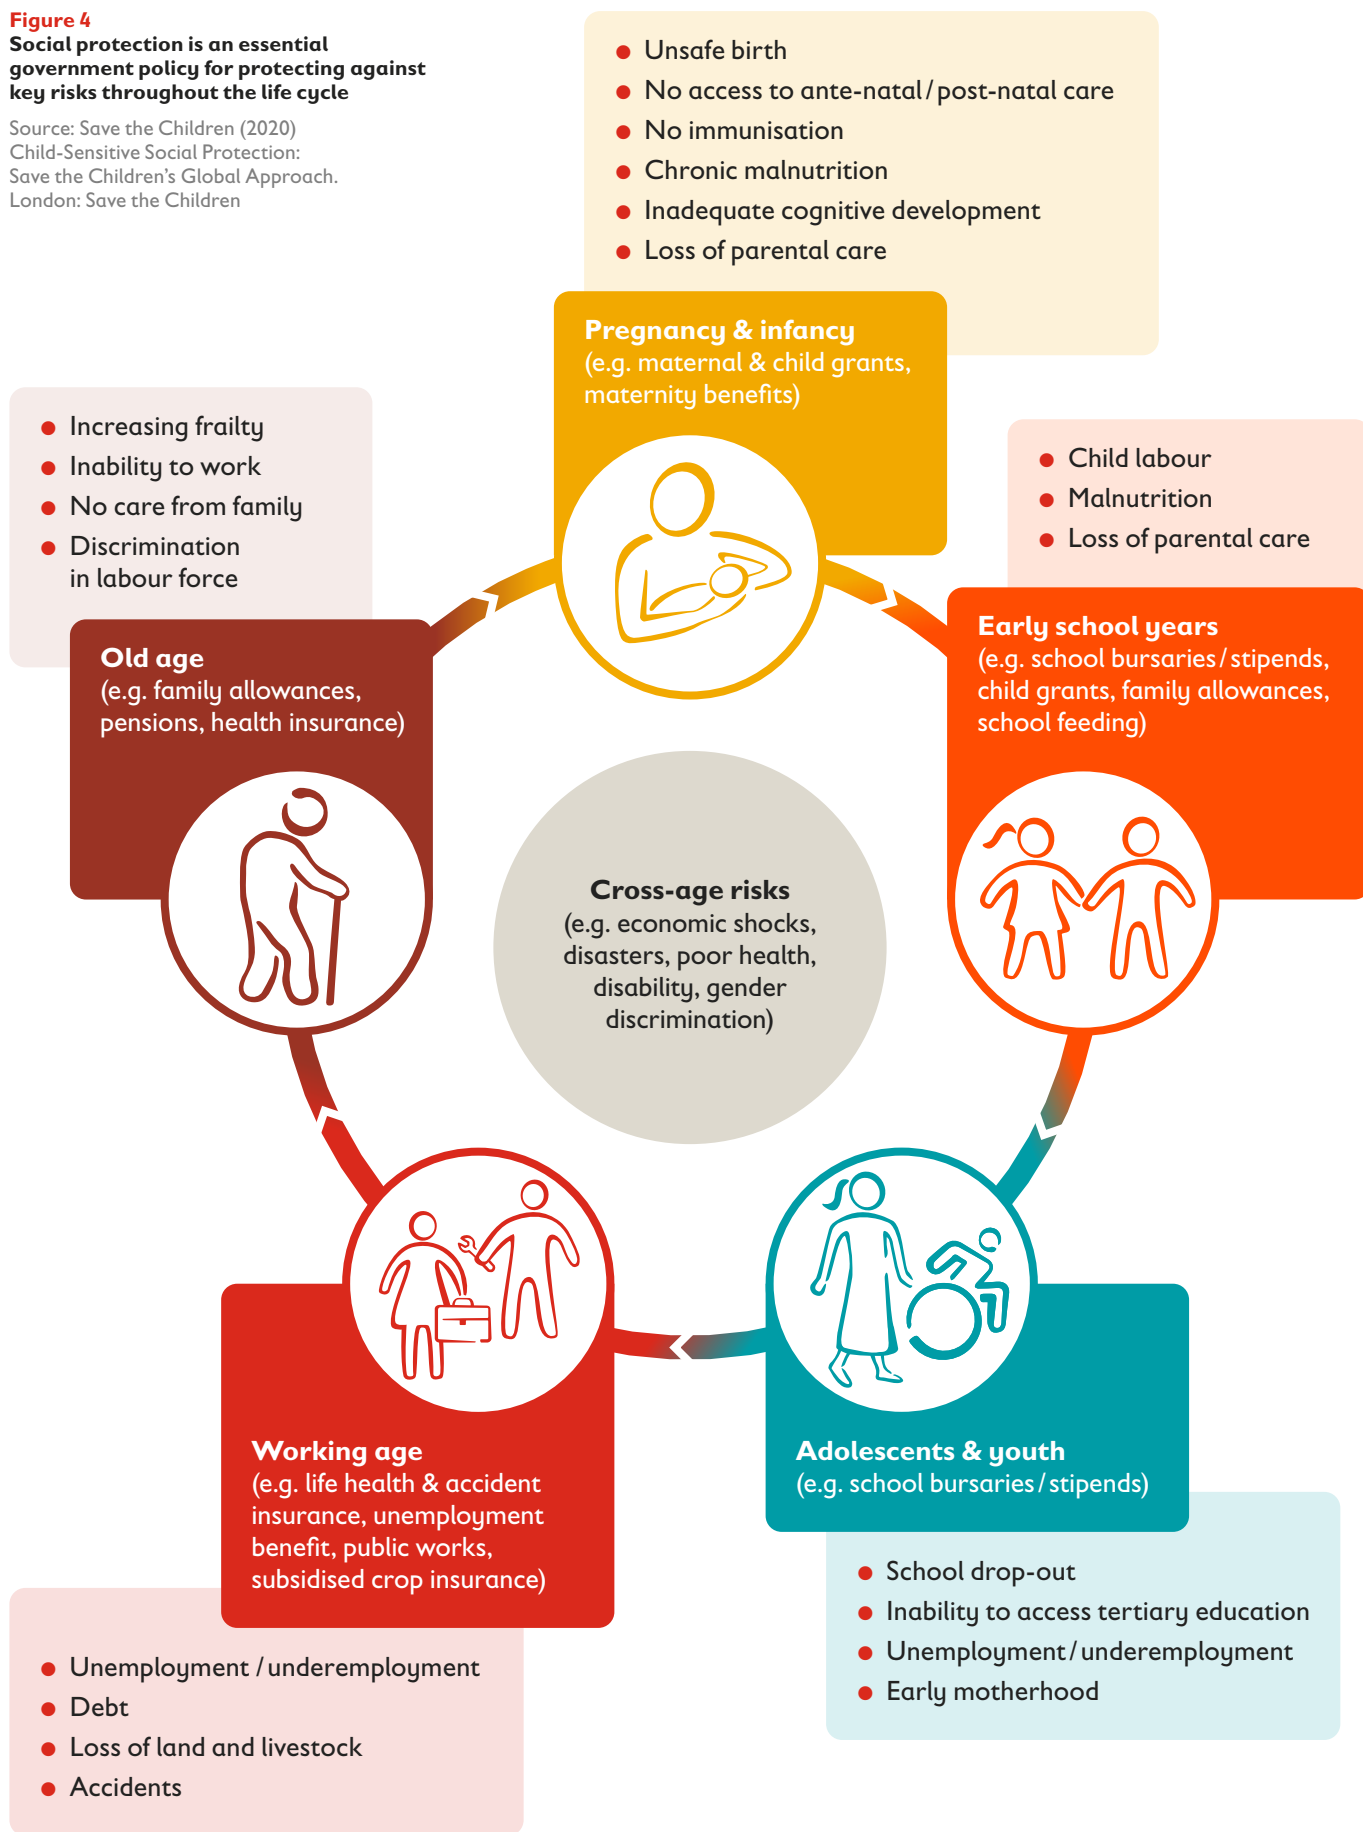 Figure 4
Social protection is an essential
government policy for protecting against
key risks throughout the life cycle
Source: Save the Children (2020)
Child-Sensitive Social Protection:
Save the Children’s Global Approach.
London: Save the Children
● Unsafe birth
● No access to ante-natal / post-natal care
● No immunisation
● Chronic malnutrition
● Inadequate cognitive development
● Loss of parental care
Pregnancy & infancy
(e.g. maternal & child grants,
maternity benefits)
● Child labour
● Malnutrition
● Loss of parental care
Early school years
(e.g. school bursaries / stipends,
child grants, family allowances,
school feeding)
● Increasing frailty
● Inability to work
● No care from family
● Discrimination
in labour force
Old age
(e.g. family allowances,
pensions, health insurance)
Cross-age risks
(e.g. economic shocks,
disasters, poor health,
disability, gender
discrimination)
Working age
(e.g. life health & accident
insurance, unemployment
benefit, public works,
subsidised crop insurance)
● Unemployment / underemployment
● Debt
● Loss of land and livestock
● Accidents
Adolescents & youth
(e.g. school bursaries / stipends)
● School drop-out
● Inability to access tertiary education
● Unemployment / underemployment
● Early motherhood